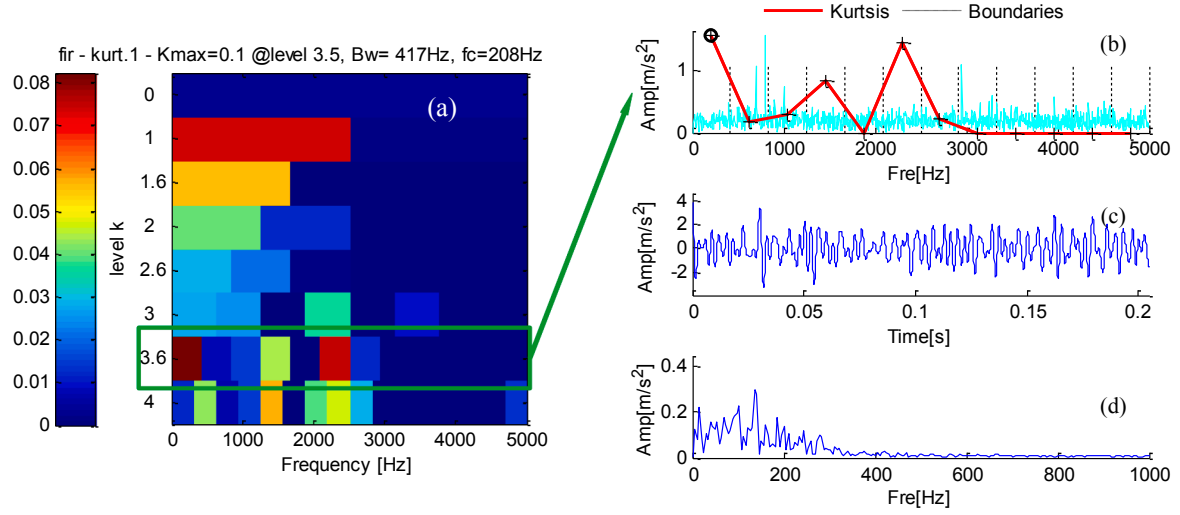 fir - kurt.1 - Kmax=0.1 @level 3.5, Bw= 417Hz, fc=208Hz
0.08
0.07
0.06
0.05
0.04
0.03
0.02
0.01
0
level k
0
1
1.6
2
2.6
3
3.6
4
(a)
0 1000 2000 3000 4000 5000
Frequency [Hz]
Kurtsis Boundaries
(b)
Amp[m/s²]
1
0
0 1000 2000 3000 4000 5000
Fre[Hz]
(c)
Amp[m/s²]
4
2
0
-2
0 0.05 0.1 0.15 0.2
Time[s]
(d)
Amp[m/s²]
0.4
0.2
0
0 200 400 600 800 1000
Fre[Hz]